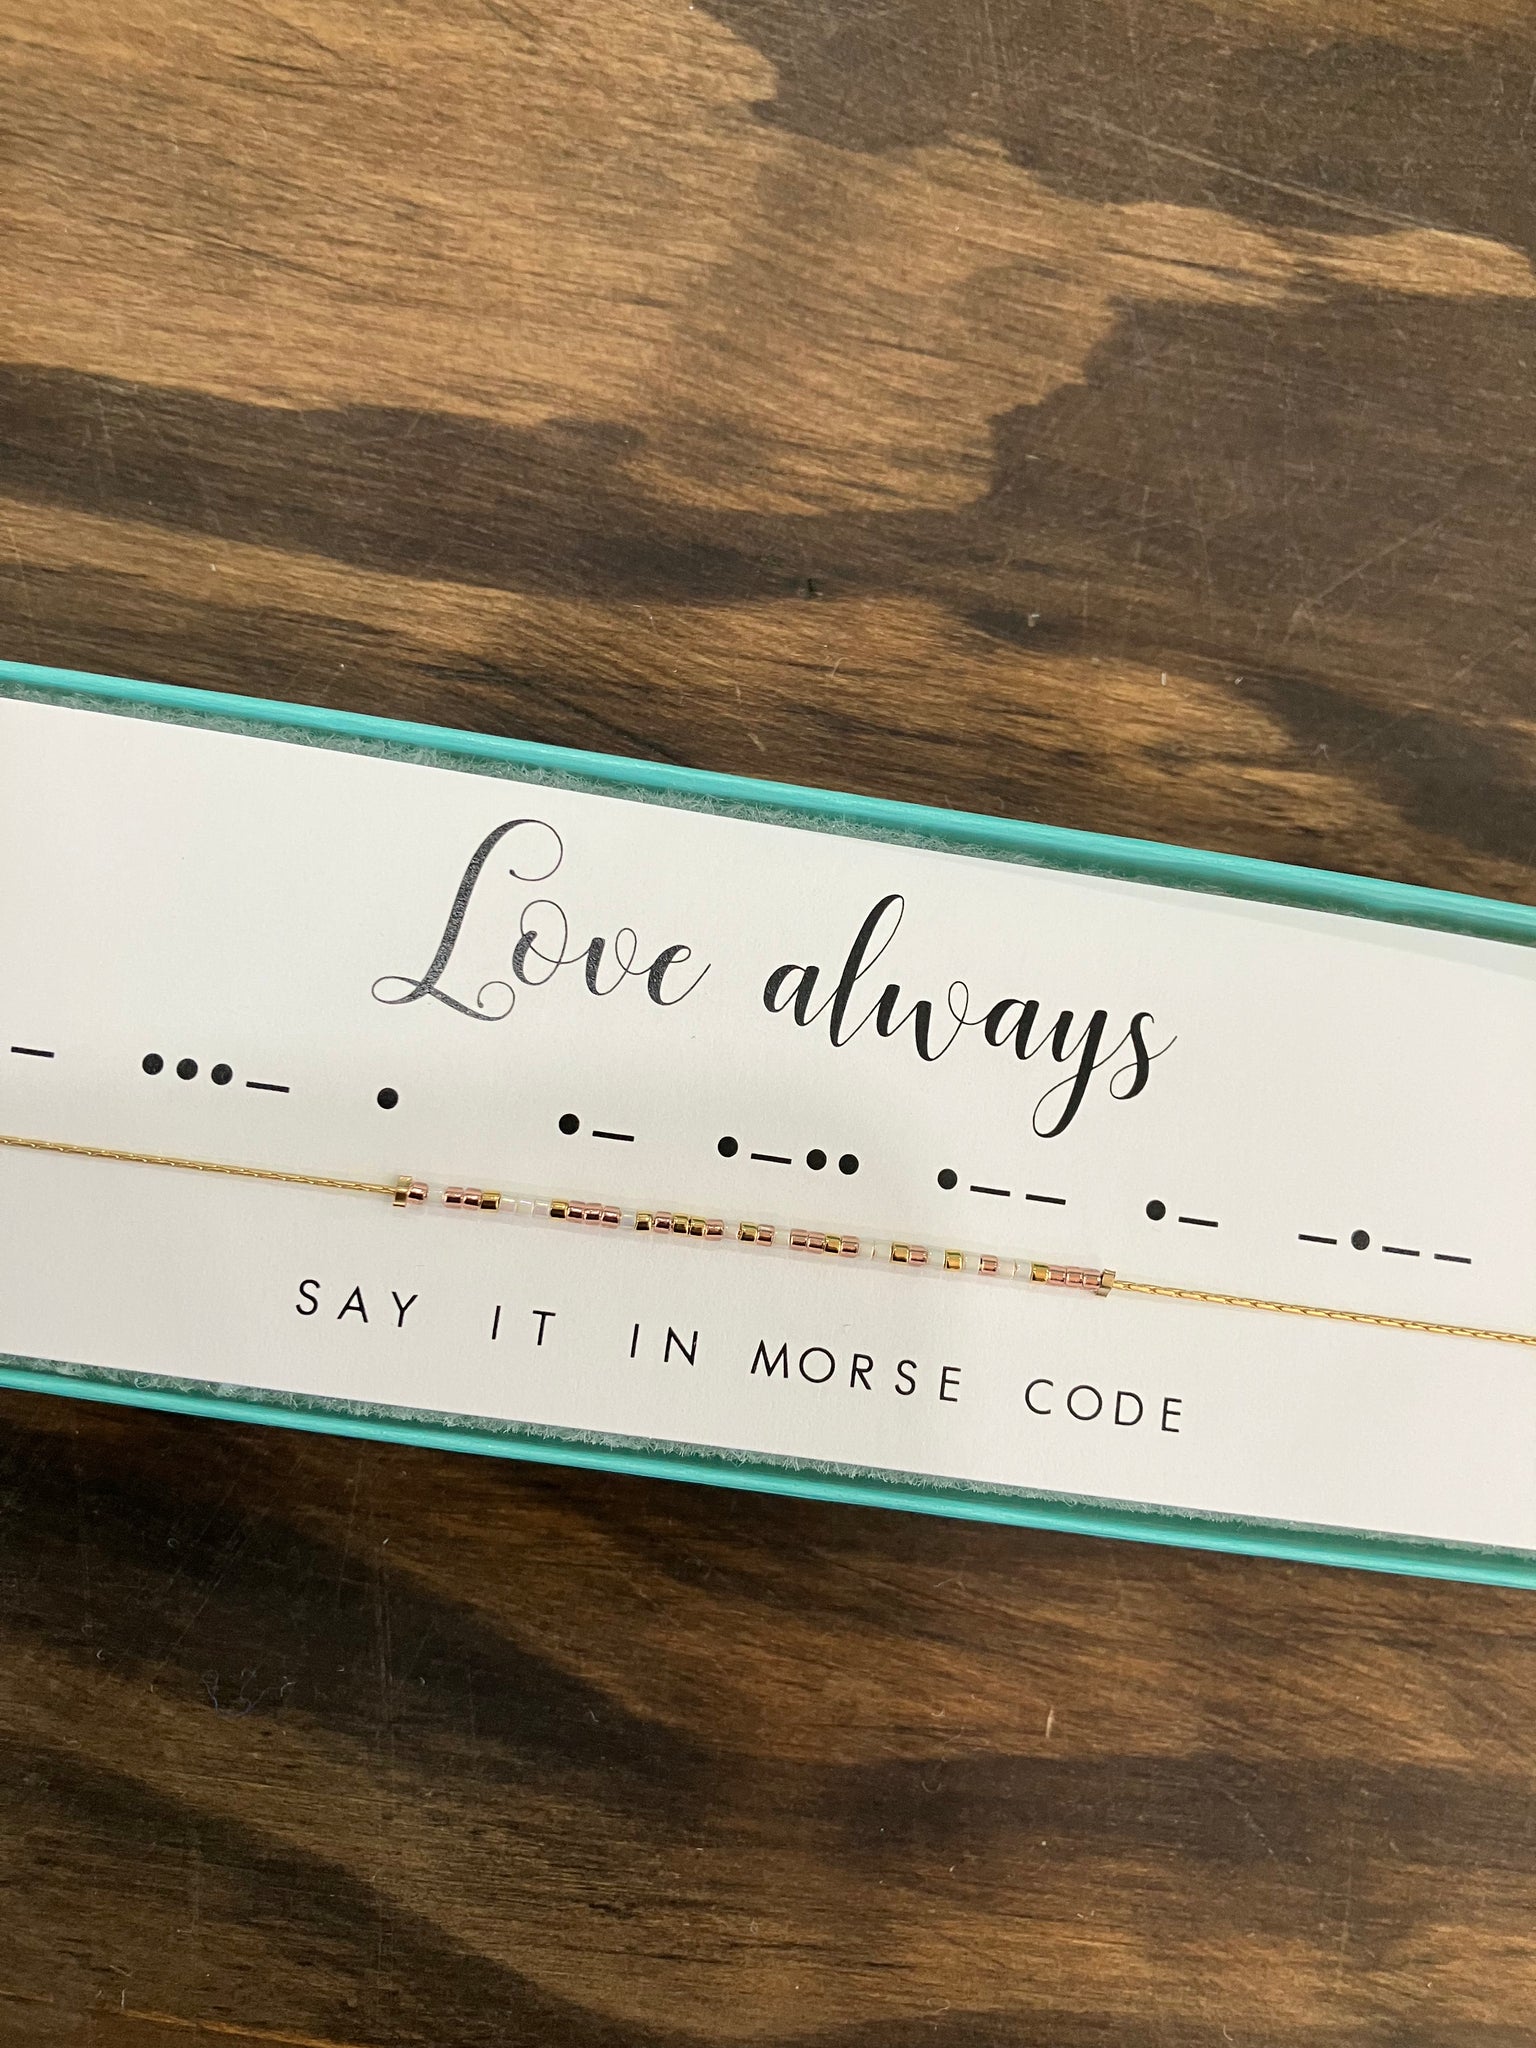 Love always
— •••— • •— •—•• •—— •— —•——
SAY IT IN MORSE CODE